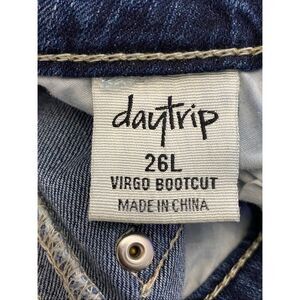 daytrip
26L
VIRGO BOOTCUT
MADE IN CHINA